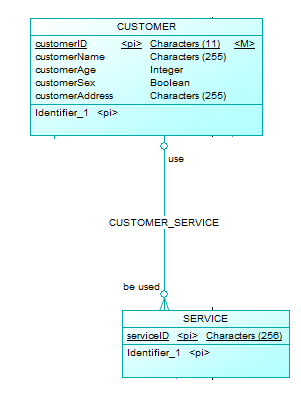 CUSTOMER
customerID <pi> Characters (11) <M>
customerName Characters (255)
customerAge Integer
customerSex Boolean
customerAddress Characters (255)
Identifier_1 <pi>
use
CUSTOMER_SERVICE
be used
SERVICE
serviceID <pi> Characters (256)
Identifier_1 <pi>